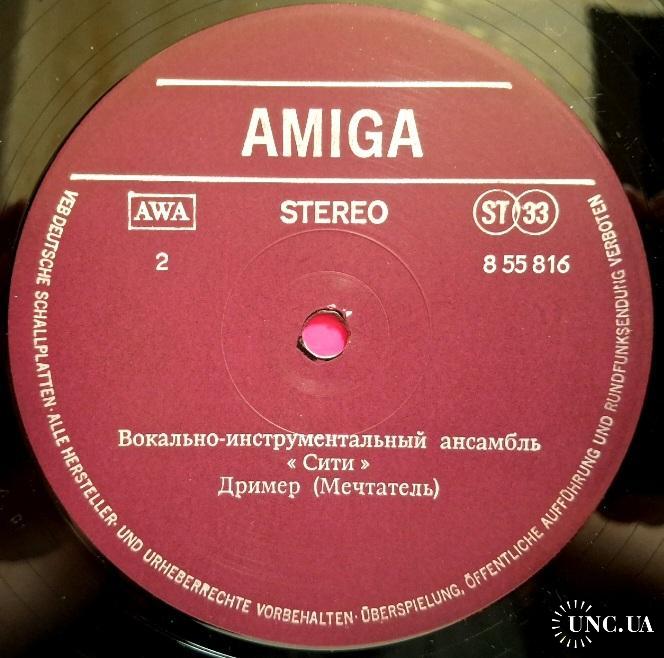 AMIGA
AWA
STEREO
ST 33
2
8 55 816
Вокально-инструментальный ансамбль
« Сити »
Дример (Мечтатель)
VEB DEUTSCHE SCHALLPLATTEN · ALLE HERSTELLER- UND URHEBERRECHTE VORBEHALTEN · ÜBERSPIELUNG, ÖFFENTLICHE AUFFÜHRUNG UND RUNDFUNKSENDUNG VERBOTEN
UNC.UA